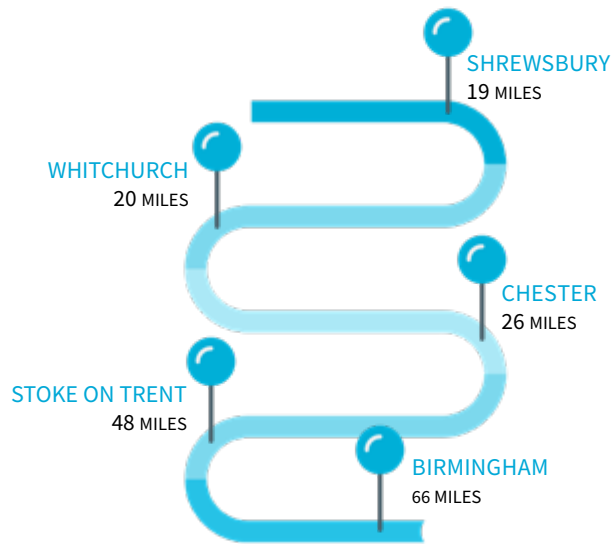 SHREWSBURY
19 MILES
WHITCHURCH
20 MILES
CHESTER
26 MILES
STOKE ON TRENT
48 MILES
BIRMINGHAM
66 MILES